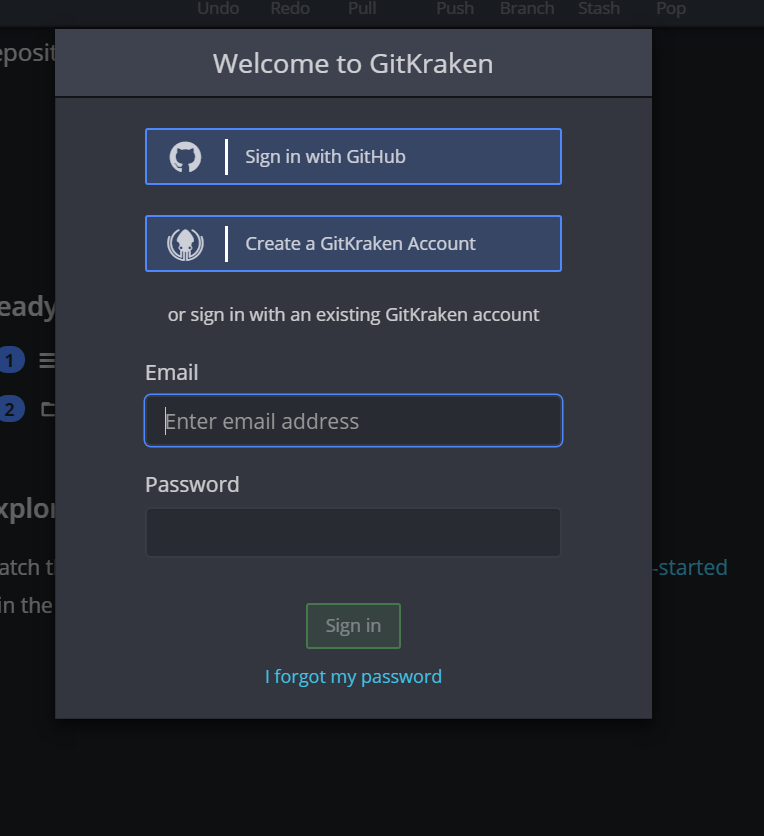 Undo Redo Pull Push Branch Stash Pop
eposit
Welcome to GitKraken
Sign in with GitHub
Create a GitKraken Account
or sign in with an existing GitKraken account
eady
Email
1
2
Enter email address
Password
xplor
atch t
-started
in the
Sign in
I forgot my password